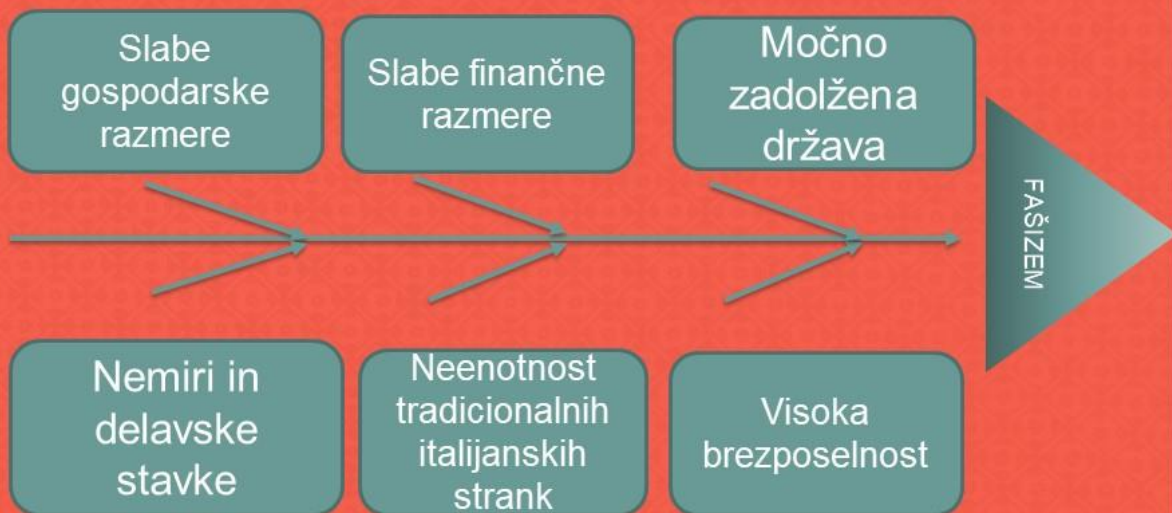 Slabe
gospodarske
razmere
Slabe finančne
razmere
Močno
zadolžena
država
FAŠIZEM
Nemiri in
delavske
stavke
Neenotnost
tradicionalnih
italijanskih
strank
Visoka
brezposelnost